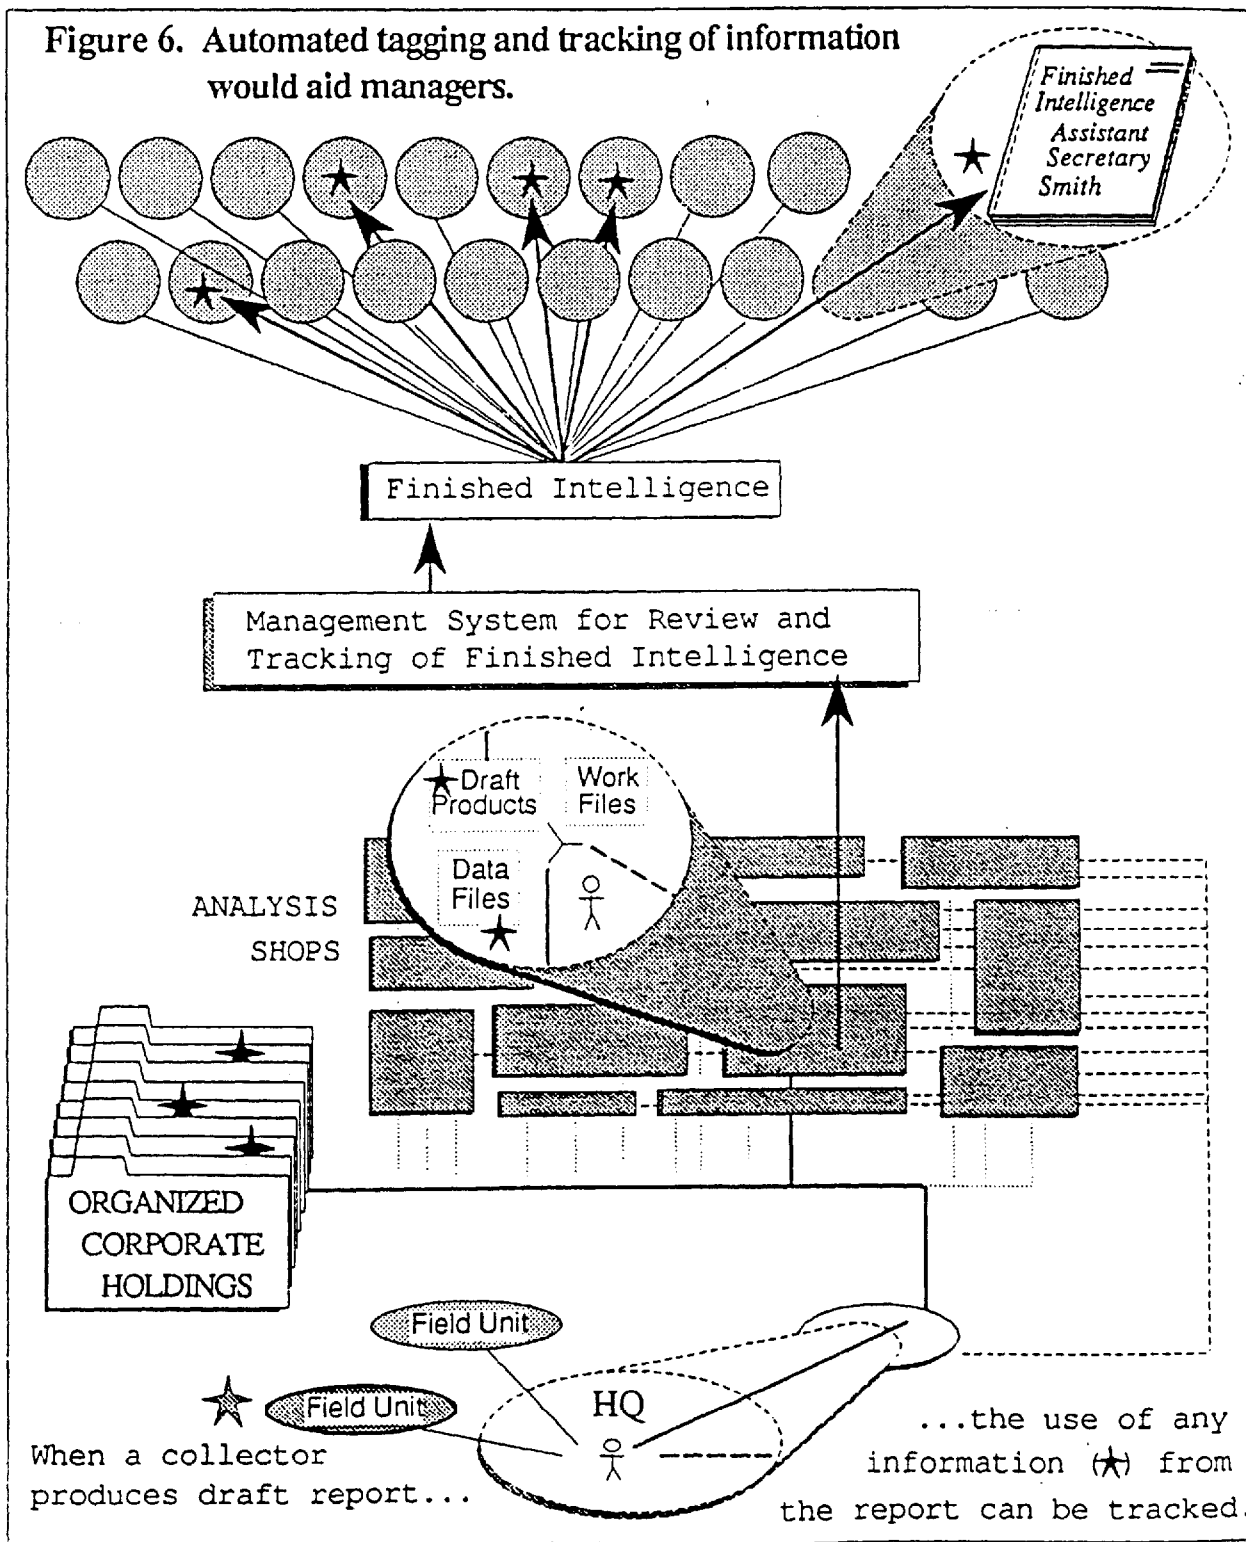 Figure 6. Automated tagging and tracking of information
would aid managers.
Finished
Intelligence
Assistant
Secretary
Smith
Finished Intelligence
Management System for Review and
Tracking of Finished Intelligence
Draft
Products
Work
Files
Data
Files
ANALYSIS
SHOPS
ORGANIZED
CORPORATE
HOLDINGS
Field Unit
Field Unit
HQ
When a collector
produces draft report...
...the use of any
information (★) from
the report can be tracked.